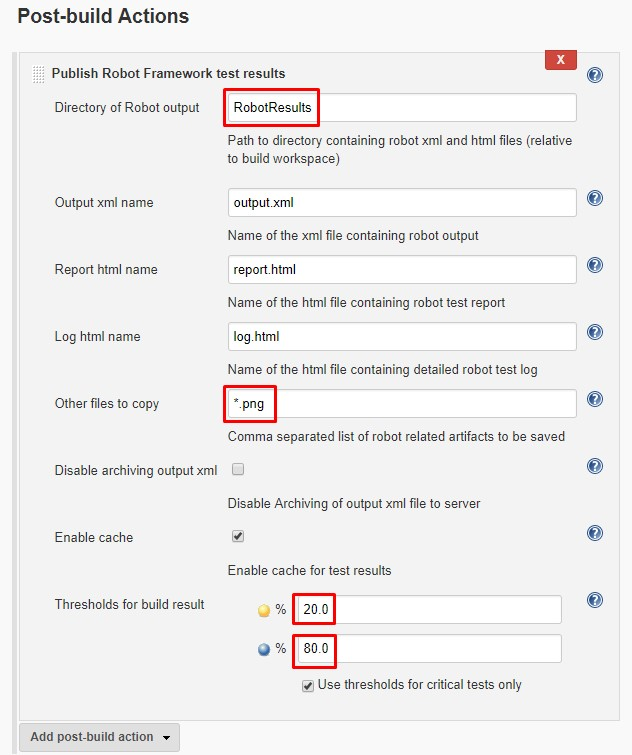 Post-build Actions
X
Publish Robot Framework test results
?
Directory of Robot output
RobotResults
Path to directory containing robot xml and html files (relative
to build workspace)
Output xml name
output.xml
?
Name of the xml file containing robot output
Report html name
report.html
?
Name of the html file containing robot test report
Log html name
log.html
?
Name of the html file containing detailed robot test log
Other files to copy
*.png
?
Comma separated list of robot related artifacts to be saved
Disable archiving output xml
?
Disable Archiving of output xml file to server
Enable cache
?
Enable cache for test results
Thresholds for build result
% 20.0
?
% 80.0
Use thresholds for critical tests only
Add post-build action